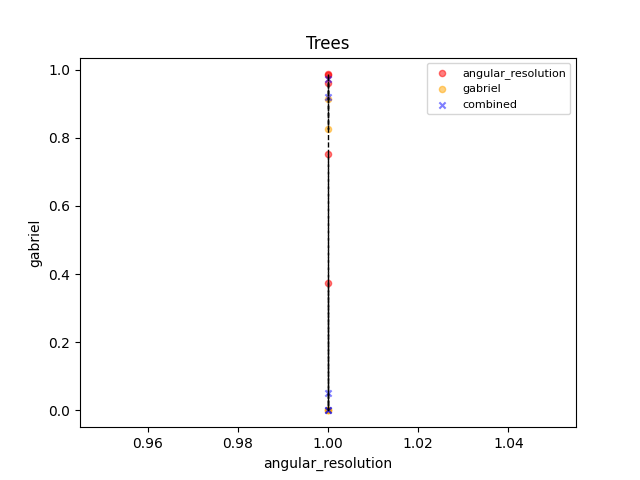 Trees
angular_resolution
gabriel
combined
1.0
0.8
0.6
0.4
0.2
0.0
gabriel
0.96
0.98
1.00
1.02
1.04
angular_resolution